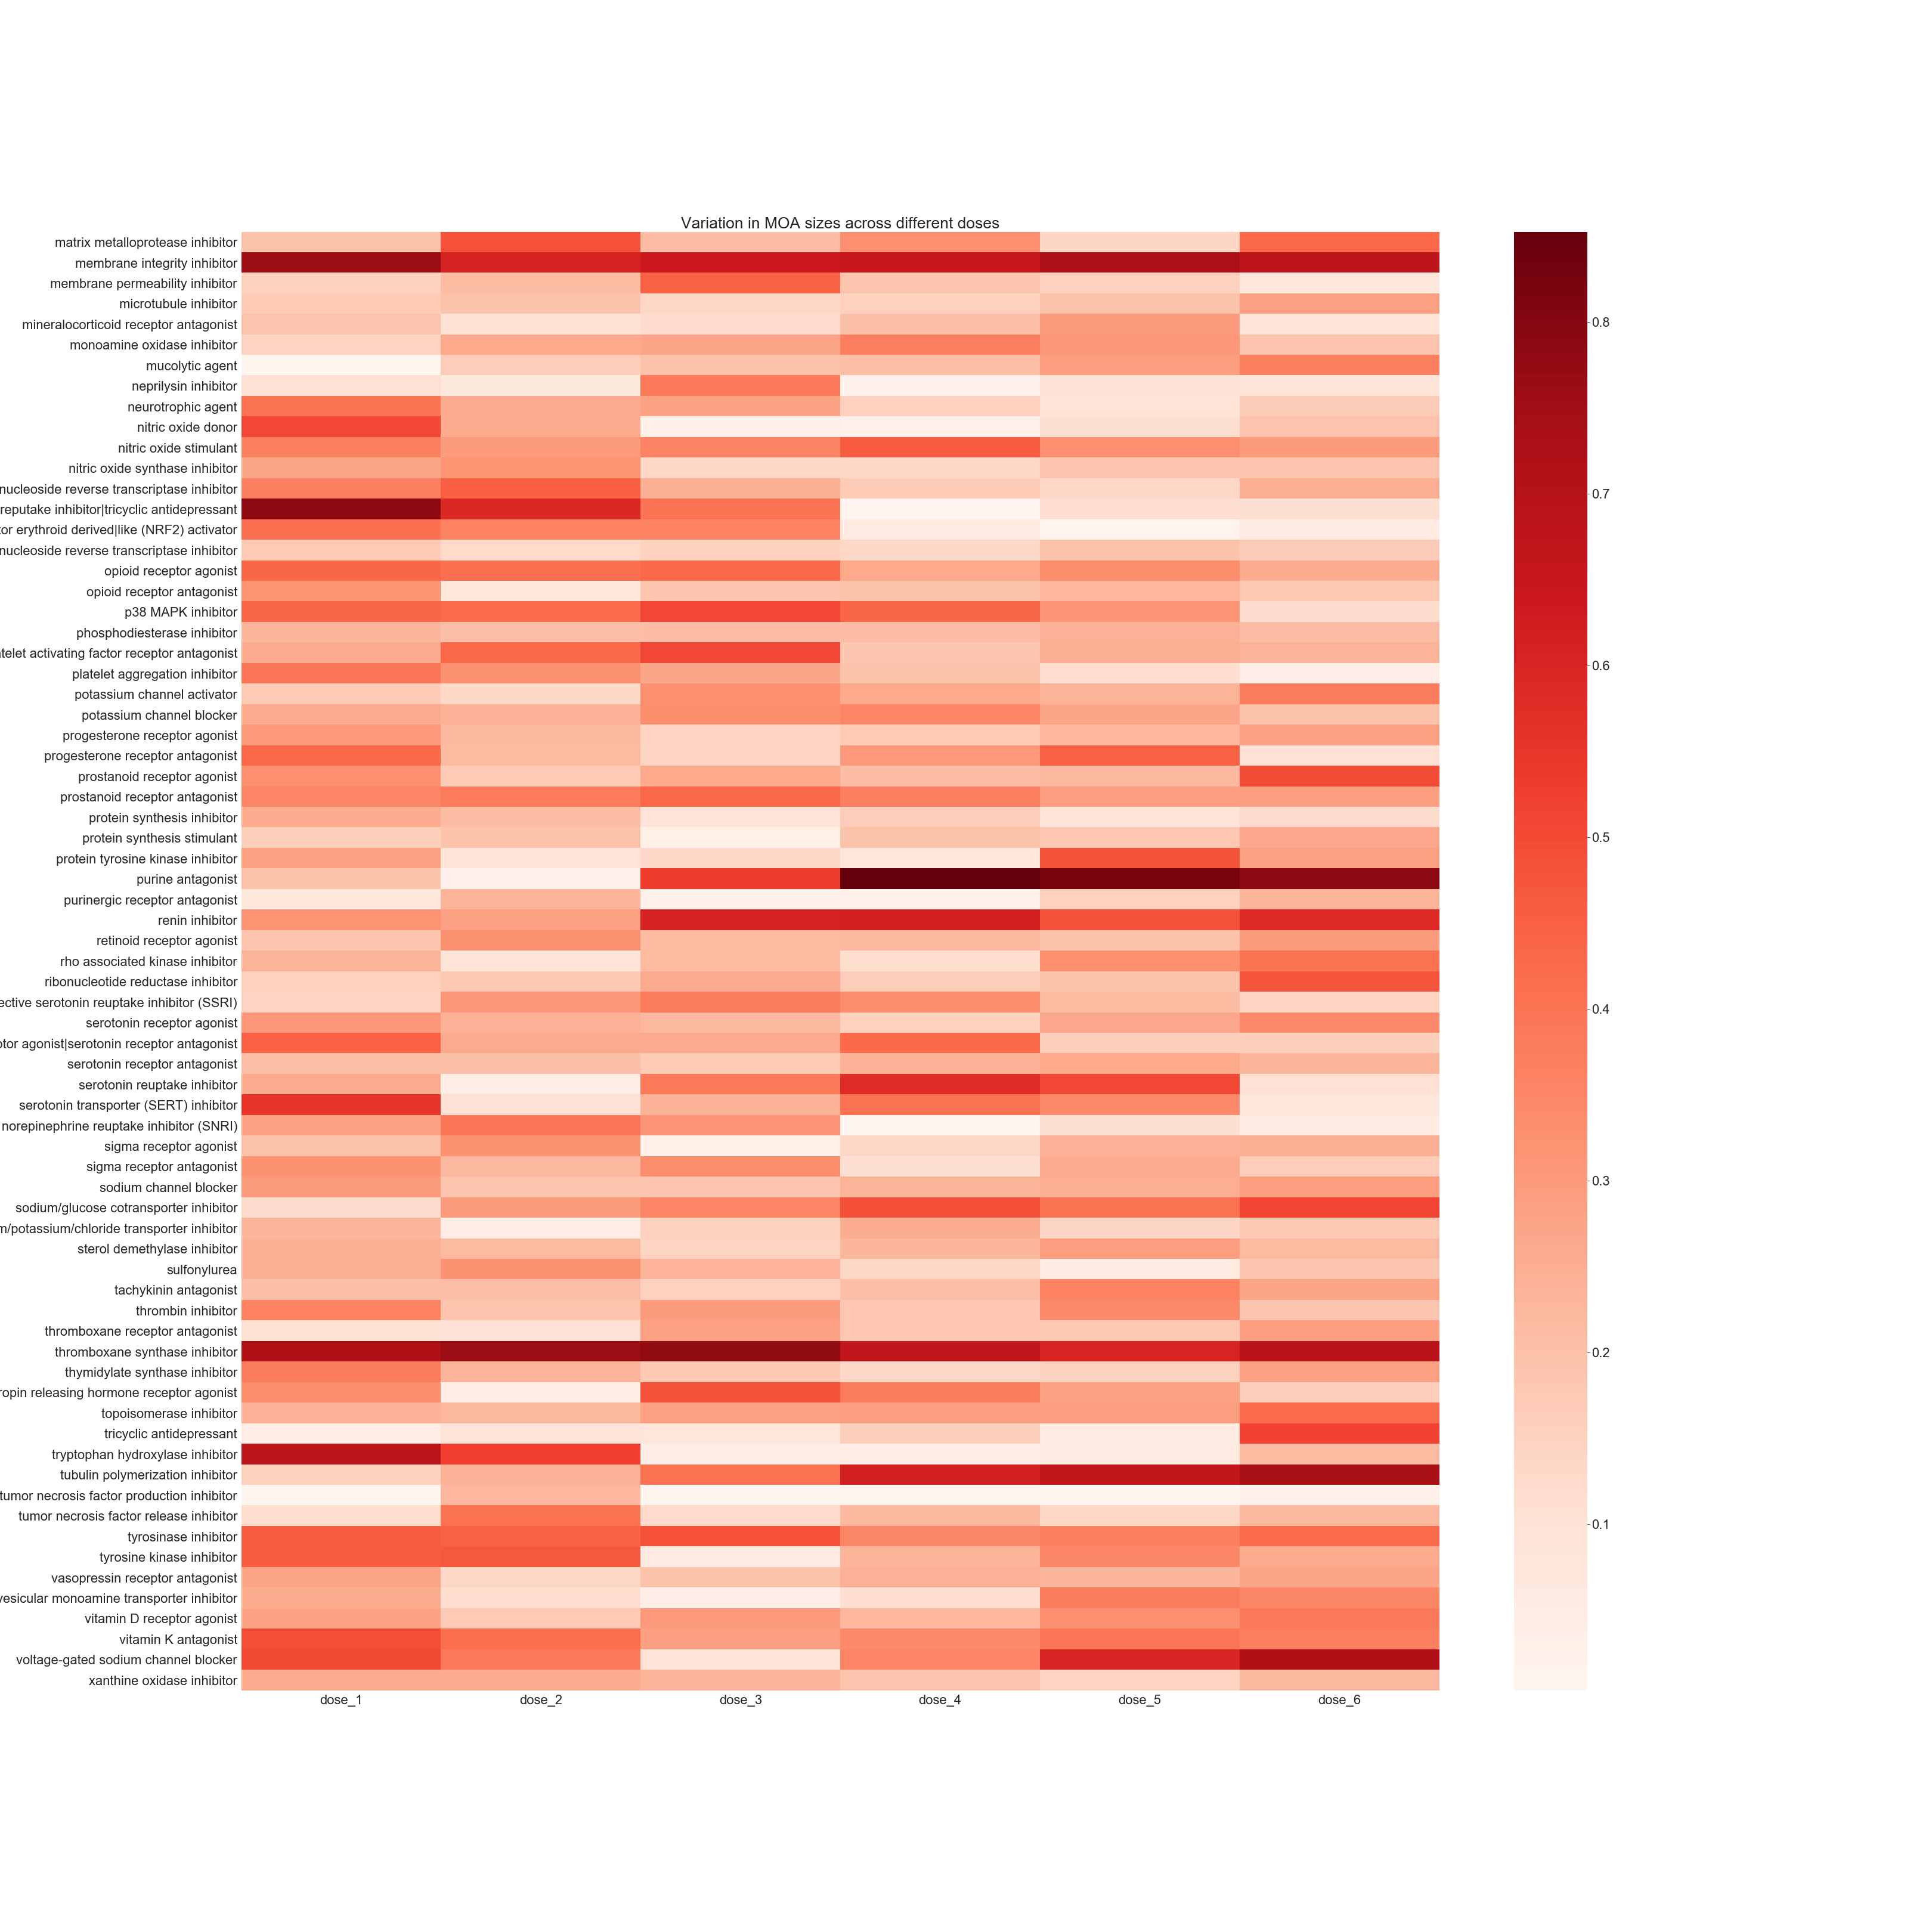 Variation in MOA sizes across different doses
matrix metalloprotease inhibitor
membrane integrity inhibitor
membrane permeability inhibitor
microtubule inhibitor
mineralocorticoid receptor antagonist
monoamine oxidase inhibitor
mucolytic agent
neprilysin inhibitor
neurotrophic agent
nitric oxide donor
nitric oxide stimulant
nitric oxide synthase inhibitor
nucleoside reverse transcriptase inhibitor
reputake inhibitor|tricyclic antidepressant
tor erythroid derived|like (NRF2) activator
nucleoside reverse transcriptase inhibitor
opioid receptor agonist
opioid receptor antagonist
p38 MAPK inhibitor
phosphodiesterase inhibitor
telet activating factor receptor antagonist
platelet aggregation inhibitor
potassium channel activator
potassium channel blocker
progesterone receptor agonist
progesterone receptor antagonist
prostanoid receptor agonist
prostanoid receptor antagonist
protein synthesis inhibitor
protein synthesis stimulant
protein tyrosine kinase inhibitor
purine antagonist
purinergic receptor antagonist
renin inhibitor
retinoid receptor agonist
rho associated kinase inhibitor
ribonucleotide reductase inhibitor
ective serotonin reuptake inhibitor (SSRI)
serotonin receptor agonist
ptor agonist|serotonin receptor antagonist
serotonin receptor antagonist
serotonin reuptake inhibitor
serotonin transporter (SERT) inhibitor
norepinephrine reuptake inhibitor (SNRI)
sigma receptor agonist
sigma receptor antagonist
sodium channel blocker
sodium/glucose cotransporter inhibitor
m/potassium/chloride transporter inhibitor
sterol demethylase inhibitor
sulfonylurea
tachykinin antagonist
thrombin inhibitor
thromboxane receptor antagonist
thromboxane synthase inhibitor
thymidylate synthase inhibitor
ropin releasing hormone receptor agonist
topoisomerase inhibitor
tricyclic antidepressant
tryptophan hydroxylase inhibitor
tubulin polymerization inhibitor
tumor necrosis factor production inhibitor
tumor necrosis factor release inhibitor
tyrosinase inhibitor
tyrosine kinase inhibitor
vasopressin receptor antagonist
vesicular monoamine transporter inhibitor
vitamin D receptor agonist
vitamin K antagonist
voltage-gated sodium channel blocker
xanthine oxidase inhibitor
dose_1 dose_2 dose_3 dose_4 dose_5 dose_6
0.8
0.7
0.6
0.5
0.4
0.3
0.2
0.1